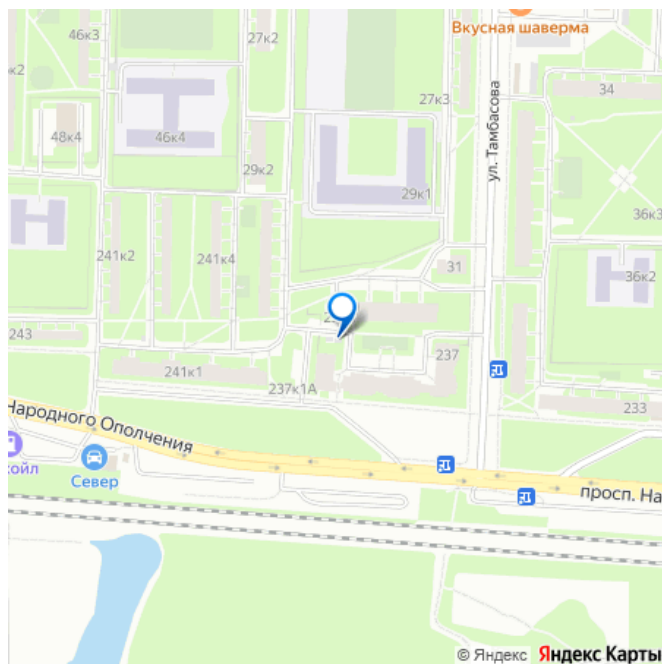 Вкусная шаверма
46к3
27к2
34
ул. Тамбасова
27к3
48к4
46к4
29к2
29к1
36к3
241к2
241к4
31
36к2
243
237
241к1
237к1А
233
Народного Ополчения
Север
просп. На
© Яндекс Яндекс Карты